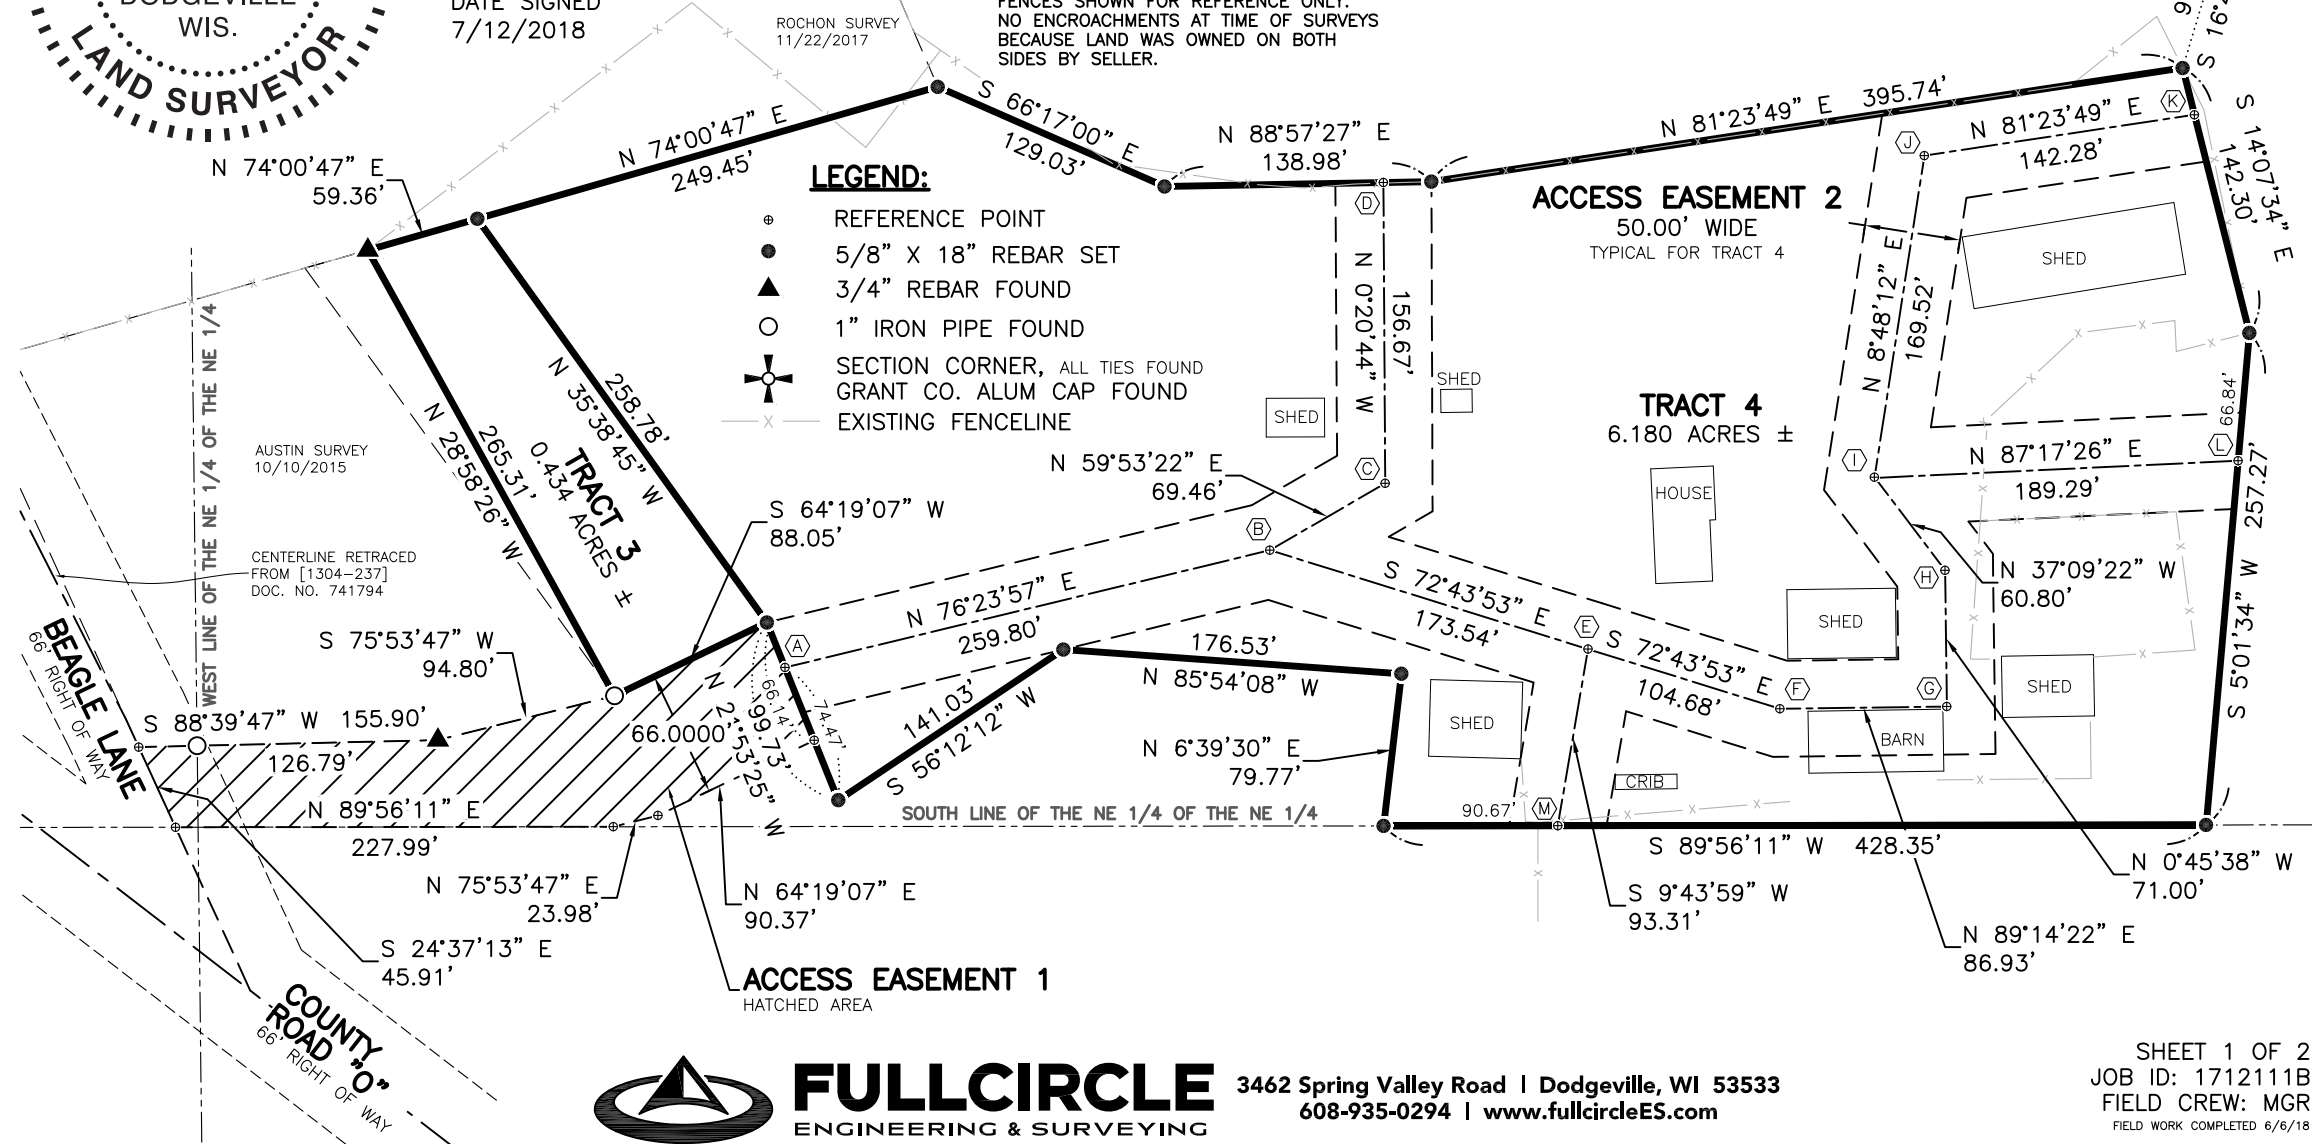 DODGEVILLE
WIS.
LAND SURVEYOR
DATE SIGNED
7/12/2018
ROCHON SURVEY
11/22/2017
FENCES SHOWN FOR REFERENCE ONLY.
NO ENCROACHMENTS AT TIME OF SURVEYS
BECAUSE LAND WAS OWNED ON BOTH
SIDES BY SELLER.
N 74°00'47" E
59.36'
N 74°00'47" E
249.45'
S 66°17'00" E
129.03'
N 88°57'27" E
138.98'
N 81°23'49" E 395.74'
N 81°23'49" E
142.28'
S 14°07'34" E
142.30'
K
J
D
LEGEND:
REFERENCE POINT
5/8" X 18" REBAR SET
3/4" REBAR FOUND
1" IRON PIPE FOUND
SECTION CORNER, ALL TIES FOUND
GRANT CO. ALUM CAP FOUND
EXISTING FENCELINE
ACCESS EASEMENT 2
50.00' WIDE
TYPICAL FOR TRACT 4
SHED
N 8°48'12" E
169.52'
N 0°20'44" W
156.67'
SHED
SHED
TRACT 4
6.180 ACRES ±
HOUSE
66.84'
L
N 87°17'26" E
189.29'
S 5°01'34" W 257.27'
I
C
B
N 59°53'22" E
69.46'
WEST LINE OF THE NE 1/4 OF THE NE 1/4
AUSTIN SURVEY
10/10/2015
N 28°58'26" W
265.31'
TRACT 3
0.434 ACRES ±
N 35°38'45" W
258.78'
S 64°19'07" W
88.05'
CENTERLINE RETRACED
FROM [1304-237]
DOC. NO. 741794
BEAGLE LANE
66' RIGHT OF WAY
S 75°53'47" W
94.80'
S 88°39'47" W 155.90'
126.79'
N 89°56'11" E
227.99'
66.0000'
A
N 21°53'25" W
99.73'
66.14'
74.47'
N 76°23'57" E
259.80'
S 56°12'12" W
141.03'
176.53'
N 85°54'08" W
N 6°39'30" E
79.77'
S 72°43'53" E
173.54'
E
S 72°43'53" E
104.68'
F
G
H
N 37°09'22" W
60.80'
SHED
SHED
SHED
BARN
CRIB
SOUTH LINE OF THE NE 1/4 OF THE NE 1/4
90.67'
M
S 89°56'11" W 428.35'
N 0°45'38" W
71.00'
N 75°53'47" E
23.98'
N 64°19'07" E
90.37'
S 9°43'59" W
93.31'
N 89°14'22" E
86.93'
S 24°37'13" E
45.91'
ACCESS EASEMENT 1
HATCHED AREA
COUNTY
ROAD "O"
66' RIGHT OF WAY
FULLCIRCLE
ENGINEERING & SURVEYING
3462 Spring Valley Road | Dodgeville, WI 53533
608-935-0294 | www.fullcircleES.com
SHEET 1 OF 2
JOB ID: 1712111B
FIELD CREW: MGR
FIELD WORK COMPLETED 6/6/18